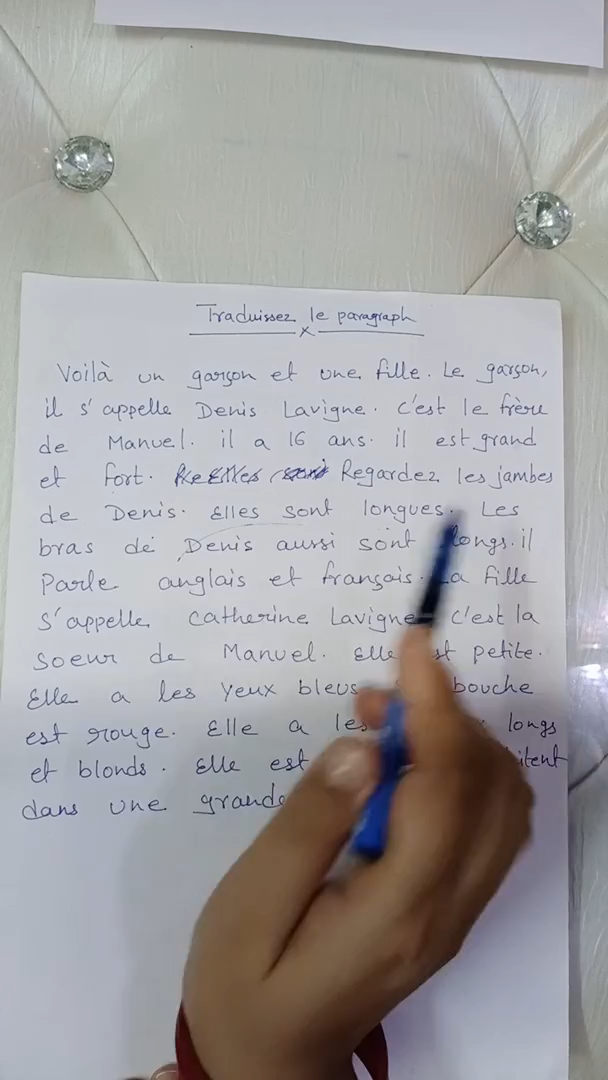 Traduissez le paragraph
x
Voilà un garçon et une fille. Le garçon,
il s'appelle Denis Lavigne. C'est le frère
de Manuel. il a 16 ans. il est grand
et fort. Regardez les jambes
de Denis. Elles sont longues. Les
bras de Denis aussi sont longs. il
Parle anglais et français. La fille
s'appelle Catherine Lavigne C'est la
soeur de Manuel. Elle est petite.
Elle a les yeux bleus bouche
est rouge. Elle a les longs
et blonds. Elle est
dans une grande